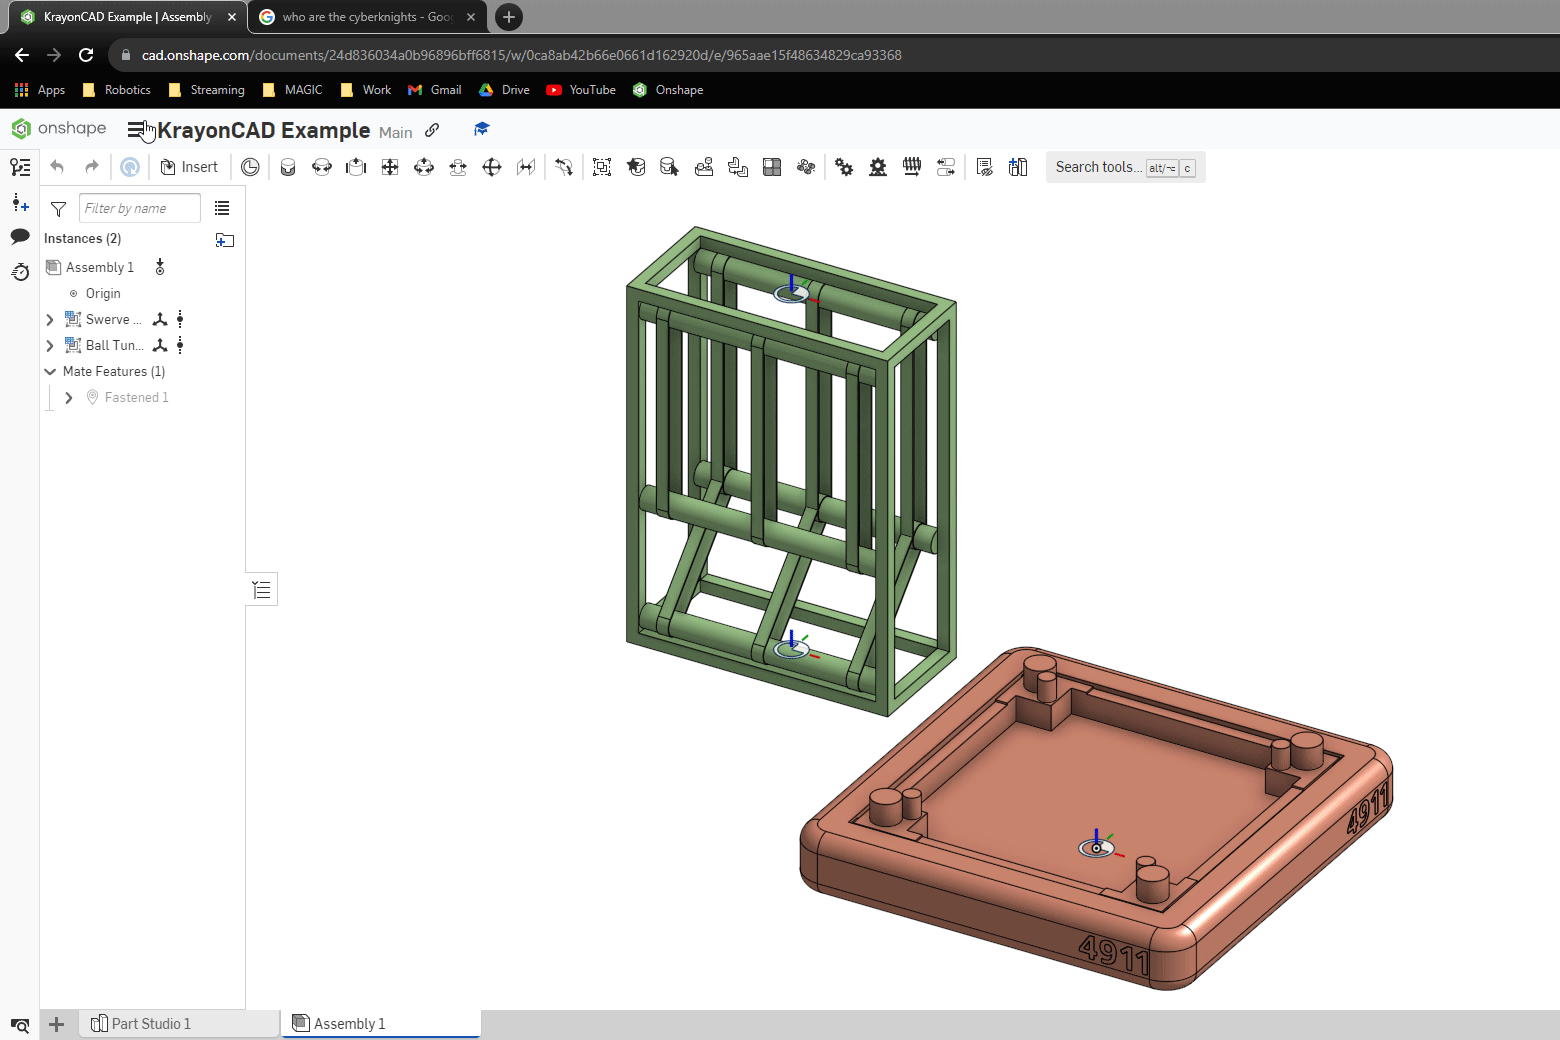 KrayonCAD Example | Assembly
who are the cyberknights - Goo
cad.onshape.com/documents/24d836034a0b96896bff6815/w/0ca8ab42b66e0661d162920d/e/965aae15f48634829ca93368
Apps Robotics Streaming MAGIC Work Gmail Drive YouTube Onshape
onshape KrayonCAD Example Main
Insert Search tools... alt/⌥ c
Filter by name
Instances (2)
Assembly 1
Origin
Swerve ...
Ball Tun...
Mate Features (1)
Fastened 1
4911
4911
Part Studio 1 Assembly 1